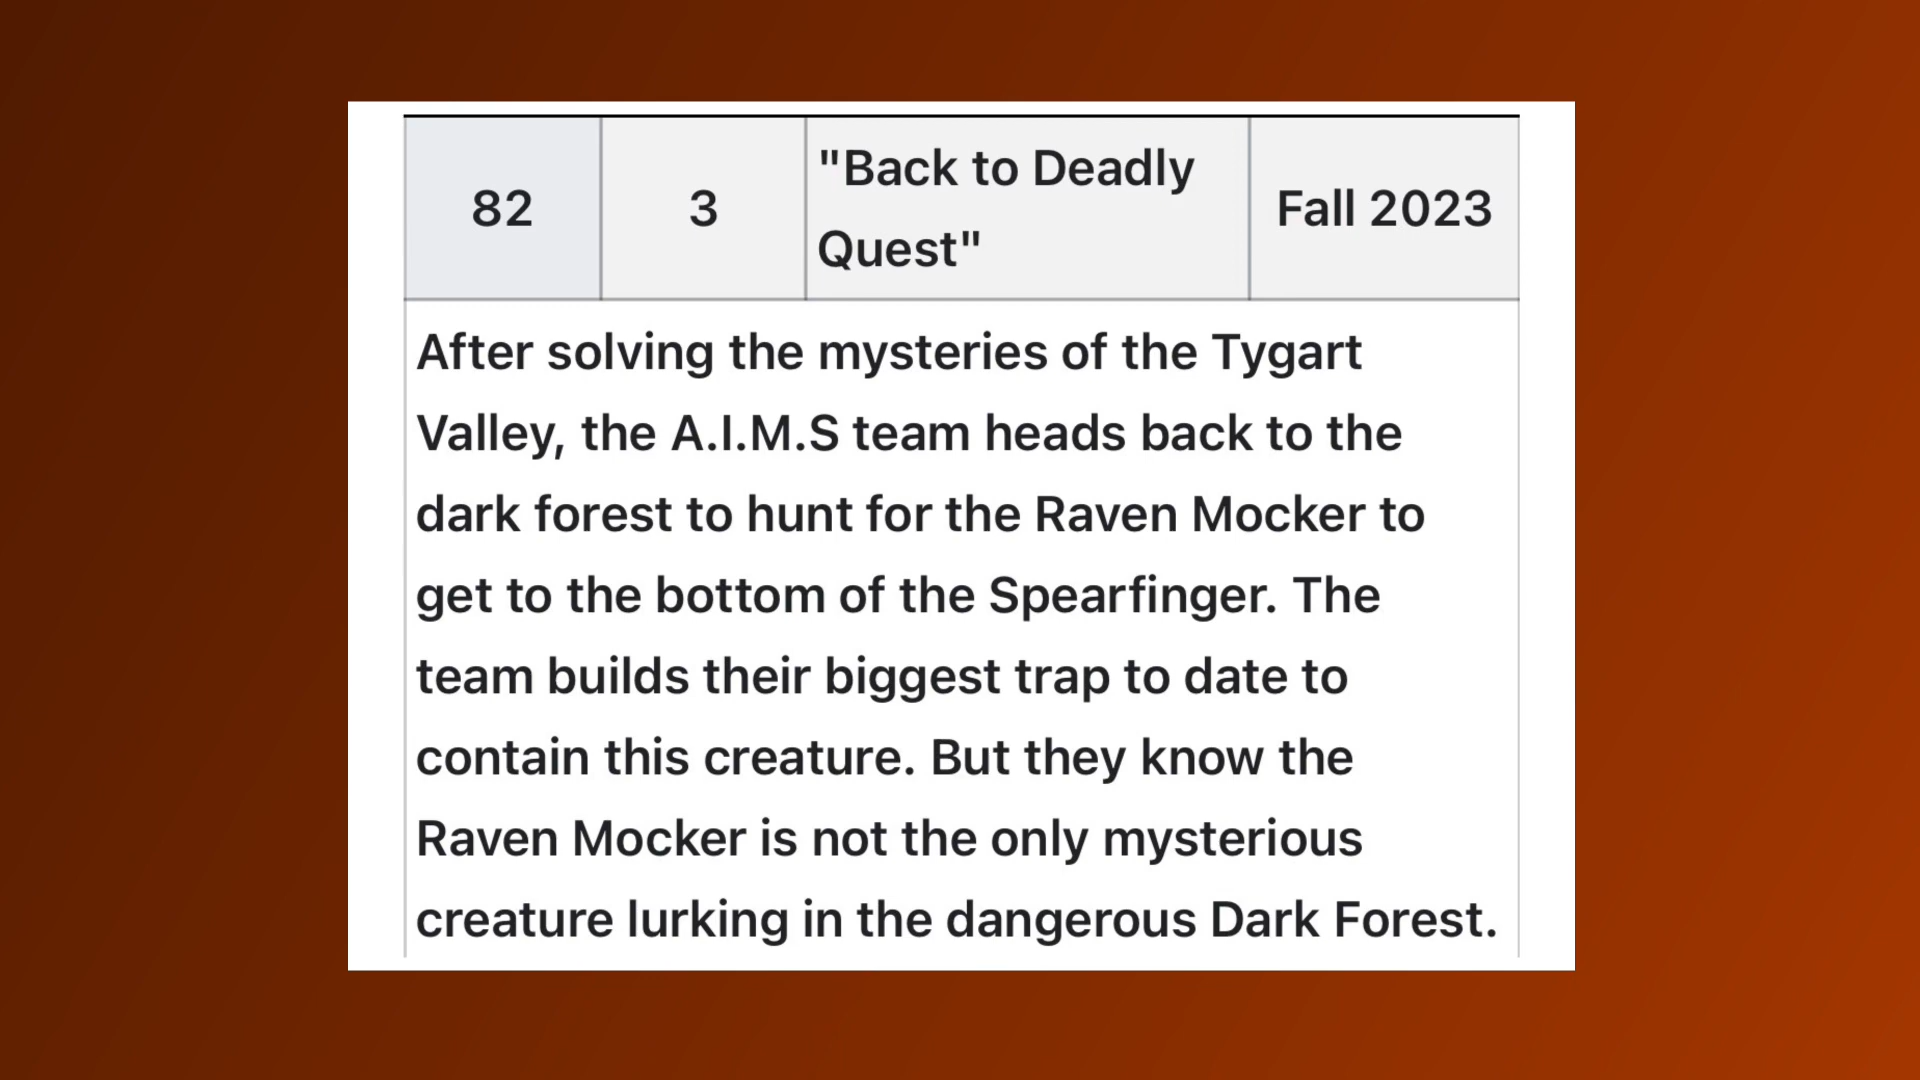 82
3
"Back to Deadly
Quest"
Fall 2023
After solving the mysteries of the Tygart
Valley, the A.I.M.S team heads back to the
dark forest to hunt for the Raven Mocker to
get to the bottom of the Spearfinger. The
team builds their biggest trap to date to
contain this creature. But they know the
Raven Mocker is not the only mysterious
creature lurking in the dangerous Dark Forest.